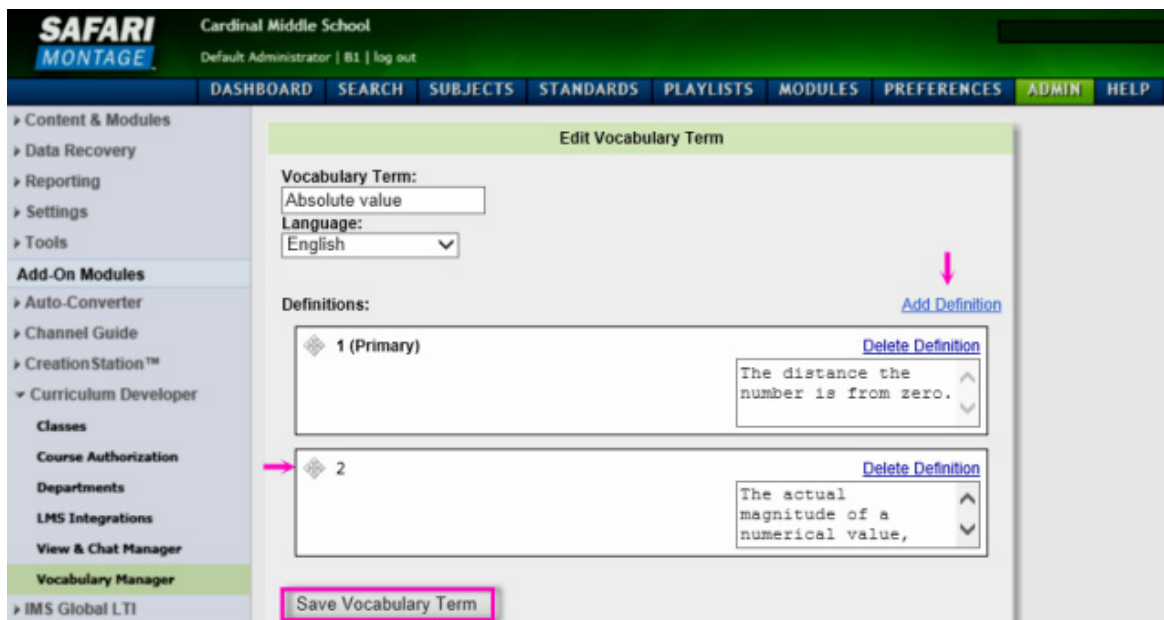 SAFARI
MONTAGE
Cardinal Middle School
Default Administrator | B1 | log out
DASHBOARD SEARCH SUBJECTS STANDARDS PLAYLISTS MODULES PREFERENCES ADMIN HELP
Content & Modules
Data Recovery
Reporting
Settings
Tools
Add-On Modules
Auto-Converter
Channel Guide
CreationStation™
Curriculum Developer
Classes
Course Authorization
Departments
LMS Integrations
View & Chat Manager
Vocabulary Manager
IMS Global LTI
Edit Vocabulary Term
Vocabulary Term:
Absolute value
Language:
English
Definitions:
Add Definition
1 (Primary)
Delete Definition
The distance the
number is from zero.
2
Delete Definition
The actual
magnitude of a
numerical value,
Save Vocabulary Term